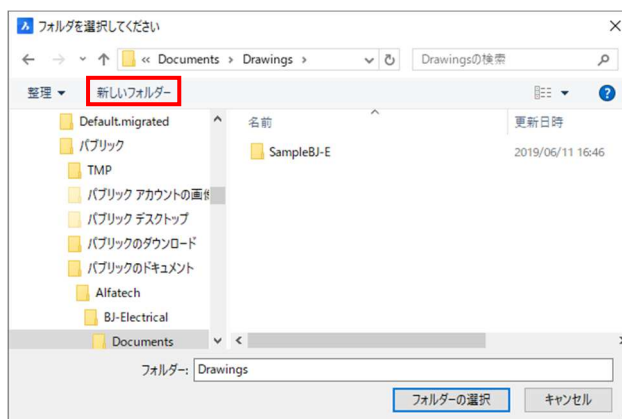 フォルダを選択してください
« Documents › Drawings ›
Drawingsの検索
整理
新しいフォルダー
名前
更新日時
Default.migrated
パブリック
TMP
パブリック アカウントの画像
パブリック デスクトップ
パブリックのダウンロード
パブリックのドキュメント
Alfatech
BJ-Electrical
Documents
SampleBJ-E
2019/06/11 16:46
フォルダー: Drawings
フォルダーの選択
キャンセル